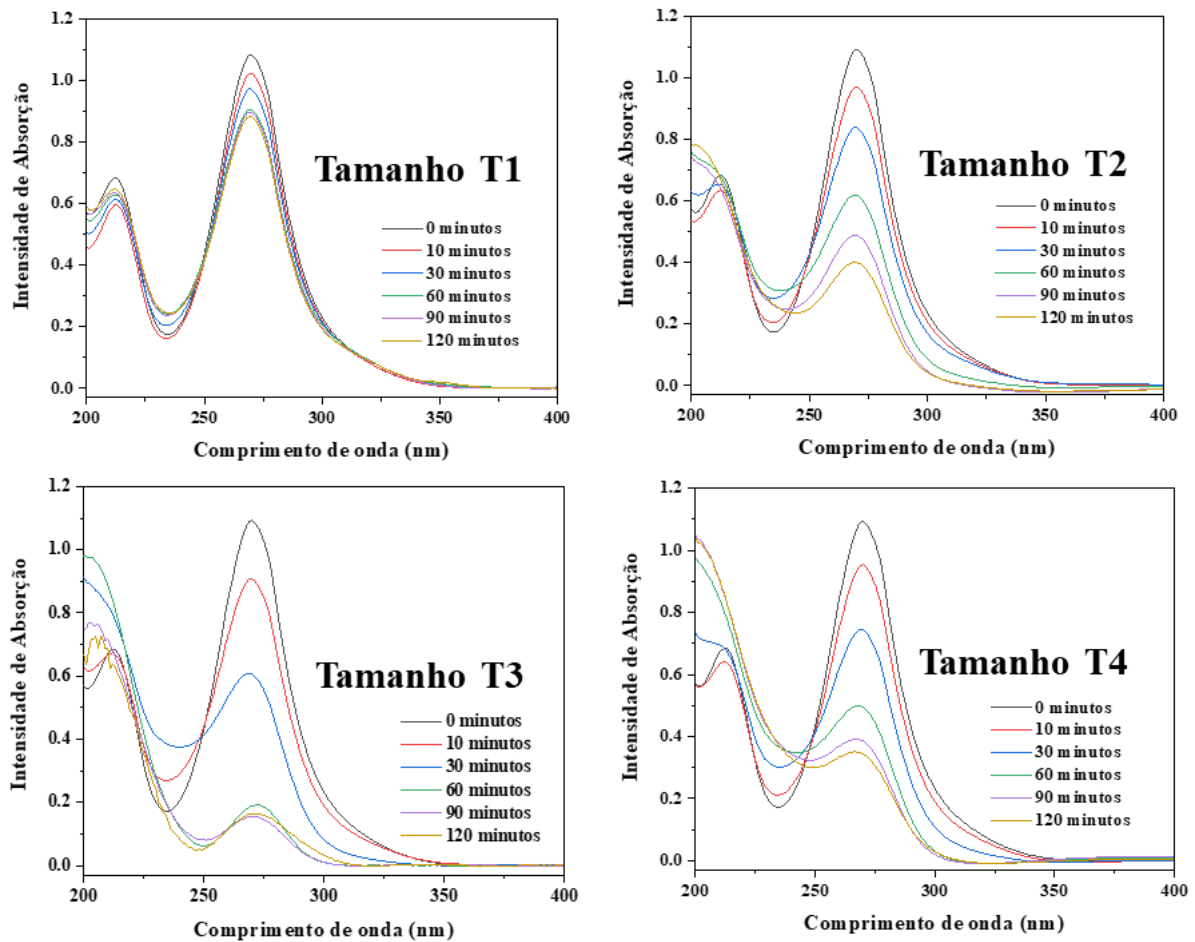 1.2
1.0
0.8
0.6
0.4
0.2
0.0
Intensidade de Absorção
Tamanho T1
0 minutos
10 minutos
30 minutos
60 minutos
90 minutos
120 minutos
200 250 300 350 400
Comprimento de onda (nm)
1.2
1.0
0.8
0.6
0.4
0.2
0.0
Intensidade de Absorção
Tamanho T2
0 minutos
10 minutos
30 minutos
60 minutos
90 minutos
120 minutos
200 250 300 350 400
Comprimento de onda (nm)
1.2
1.0
0.8
0.6
0.4
0.2
0.0
Intensidade de Absorção
Tamanho T3
0 minutos
10 minutos
30 minutos
60 minutos
90 minutos
120 minutos
200 250 300 350 400
Comprimento de onda (nm)
1.2
1.0
0.8
0.6
0.4
0.2
0.0
Intensidade de Absorção
Tamanho T4
0 minutos
10 minutos
30 minutos
60 minutos
90 minutos
120 minutos
200 250 300 350 400
Comprimento de onda (nm)